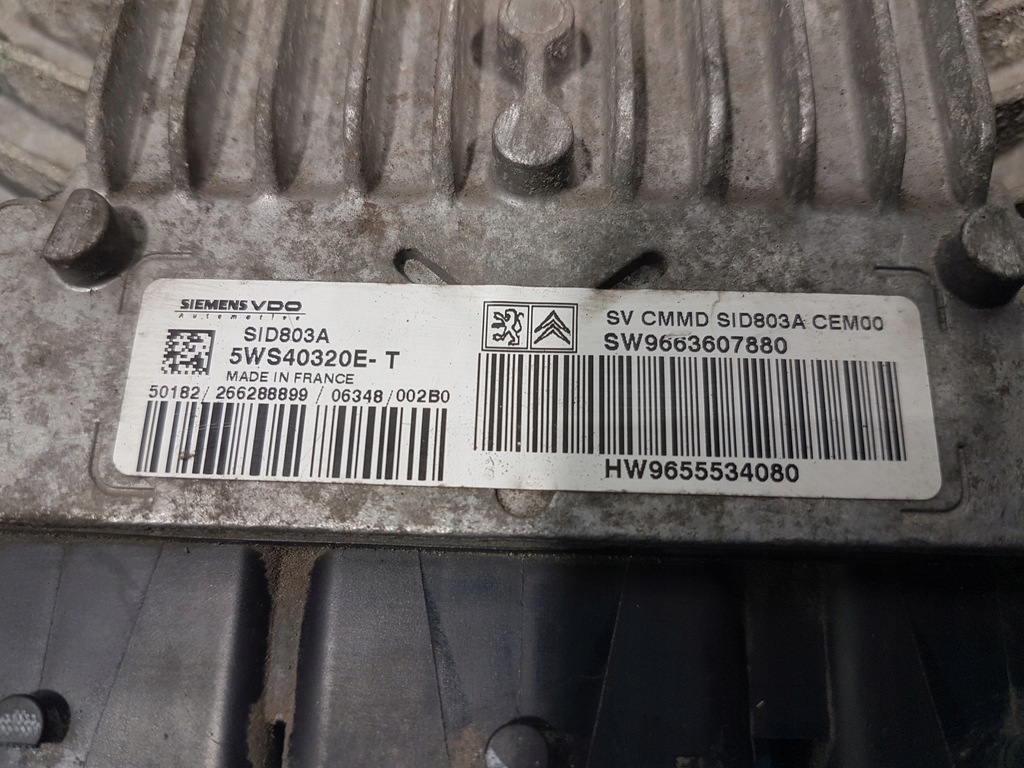 SIEMENS VDO
Automotive
SID803A
5WS40320E-T
MADE IN FRANCE
50182/266288899/06348/002B0
SV CMMD SID803A CEM00
SW9663607880
HW9655534080